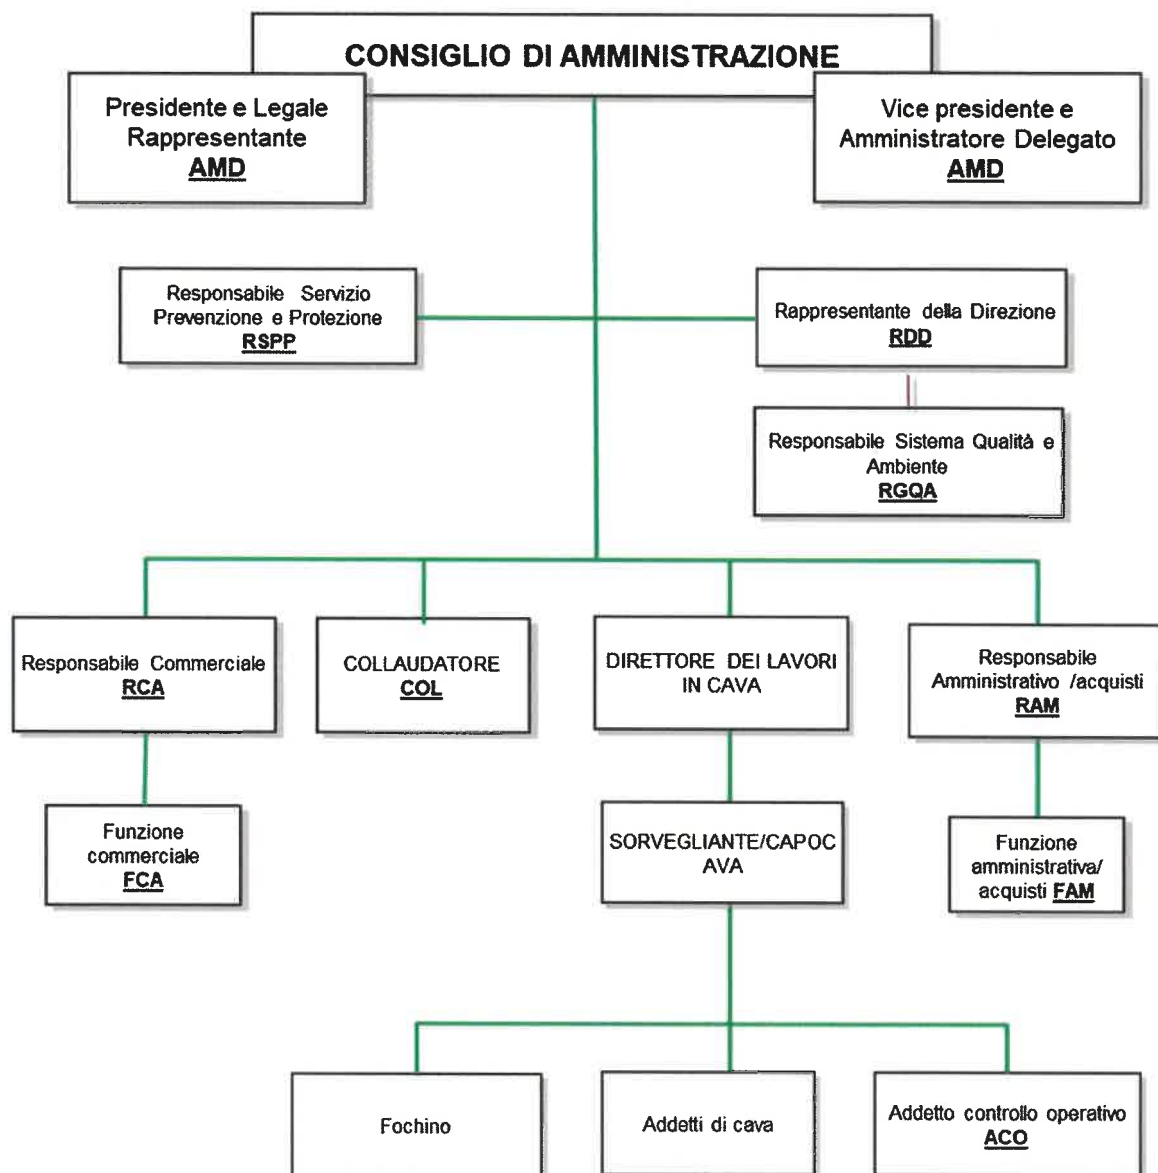 CONSIGLIO DI AMMINISTRAZIONE
Presidente e Legale
Rappresentante
AMD
Vice presidente e
Amministratore Delegato
AMD
Responsabile Servizio
Prevenzione e Protezione
RSPP
Rappresentante della Direzione
RDD
Responsabile Sistema Qualità e
Ambiente
RGQA
Responsabile Commerciale
RCA
COLLAUDATORE
COL
DIRETTORE DEI LAVORI
IN CAVA
Responsabile
Amministrativo /acquisti
RAM
Funzione
commerciale
FCA
SORVEGLIANTE/CAPOC
AVA
Funzione
amministrativa/
acquisti FAM
Fochino
Addetti di cava
Addetto controllo operativo
ACO